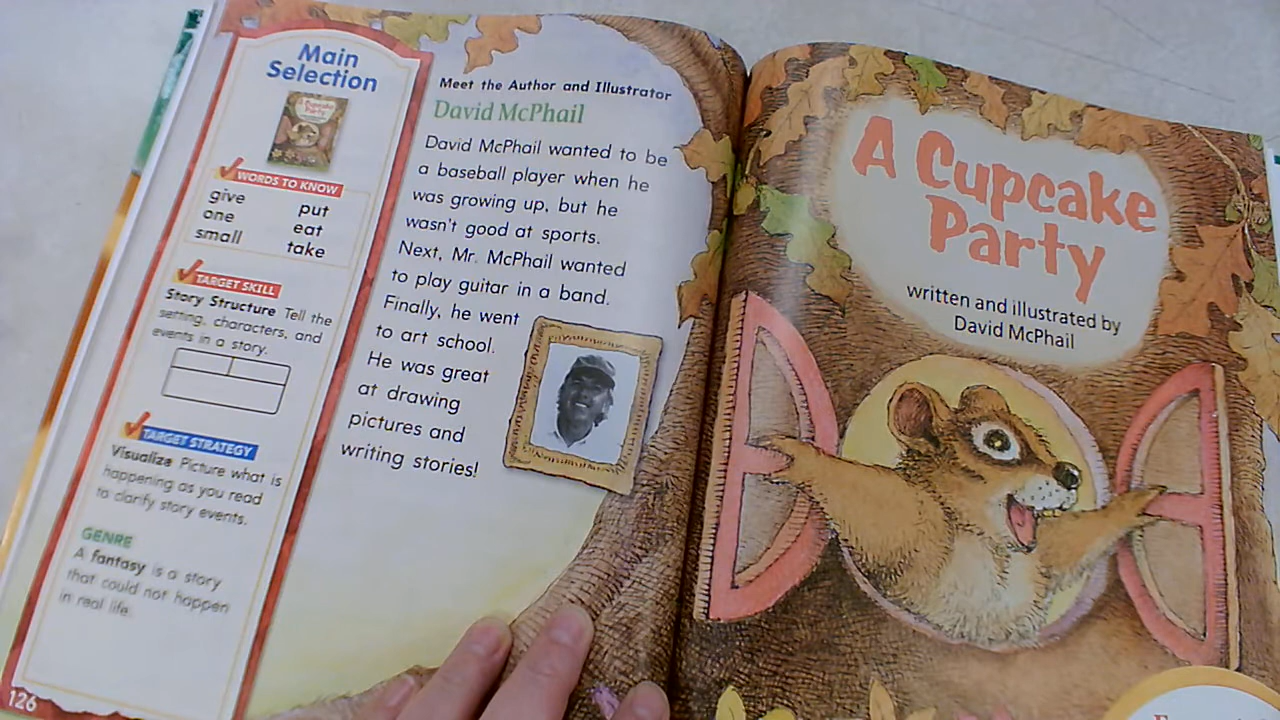 Main
Selection
A Cupcake
Party
WORDS TO KNOW
give put
one eat
small take
TARGET SKILL
Story Structure Tell the
setting, characters, and
events in a story.
TARGET STRATEGY
Visualize Picture what is
happening as you read
to clarify story events.
GENRE
A fantasy is a story
that could not happen
in real life.
126
Meet the Author and Illustrator
David McPhail
David McPhail wanted to be
a baseball player when he
was growing up, but he
wasn't good at sports.
Next, Mr. McPhail wanted
to play guitar in a band.
Finally, he went
to art school.
He was great
at drawing
pictures and
writing stories!
A Cupcake
Party
written and illustrated by
David McPhail